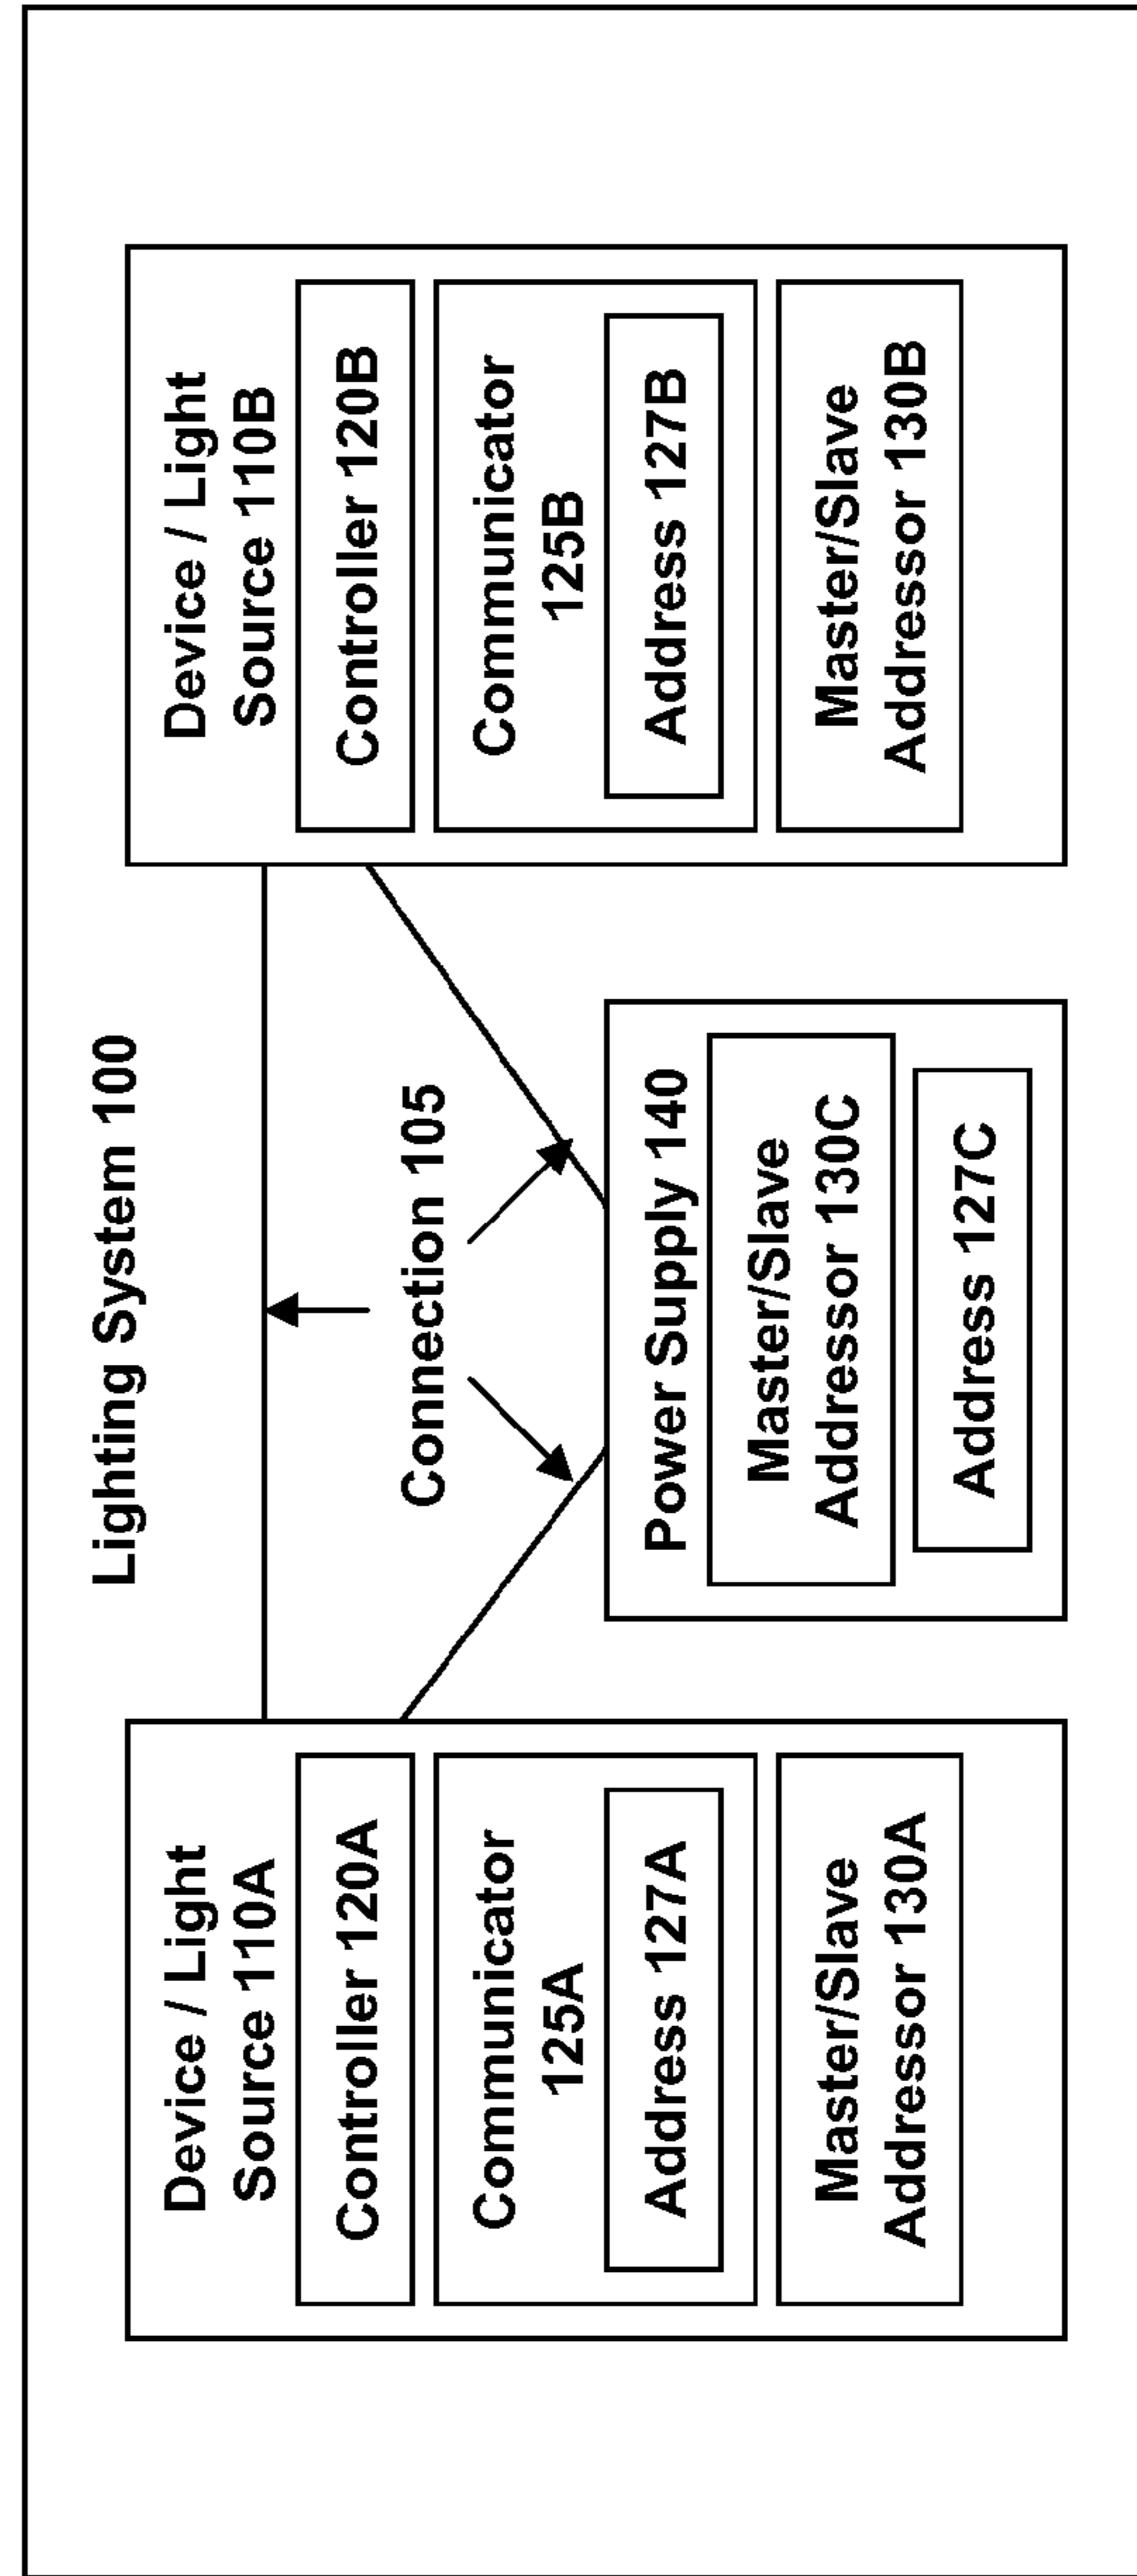 Lighting System 100
Device / Light
Source 110A
Controller 120A
Communicator
125A
Address 127A
Master/Slave
Addressor 130A
Connection 105
Power Supply 140
Master/Slave
Addressor 130C
Address 127C
Device / Light
Source 110B
Controller 120B
Communicator
125B
Address 127B
Master/Slave
Addressor 130B